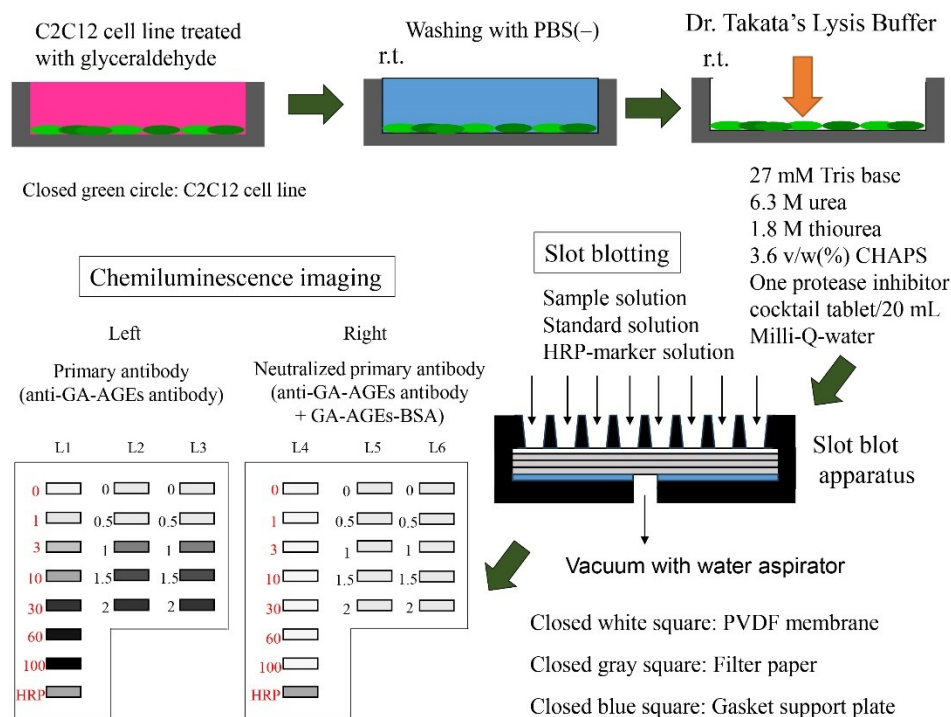 C2C12 cell line treated
with glyceraldehyde
Washing with PBS(–)
r.t.
Dr. Takata's Lysis Buffer
r.t.
Closed green circle: C2C12 cell line
27 mM Tris base
6.3 M urea
1.8 M thiourea
3.6 v/w(%) CHAPS
One protease inhibitor
cocktail tablet/20 mL
Milli-Q-water
Slot blotting
Sample solution
Standard solution
HRP-marker solution
Slot blot
apparatus
Vacuum with water aspirator
Closed white square: PVDF membrane
Closed gray square: Filter paper
Closed blue square: Gasket support plate
Chemiluminescence imaging
Left
Primary antibody
(anti-GA-AGEs antibody)
L1 L2 L3
0 0 0
1 0.5 0.5
3 1 1
10 1.5 1.5
30 2 2
60
100
HRP
Right
Neutralized primary antibody
(anti-GA-AGEs antibody
+ GA-AGEs-BSA)
L4 L5 L6
0 0 0
1 0.5 0.5
3 1 1
10 1.5 1.5
30 2 2
60
100
HRP